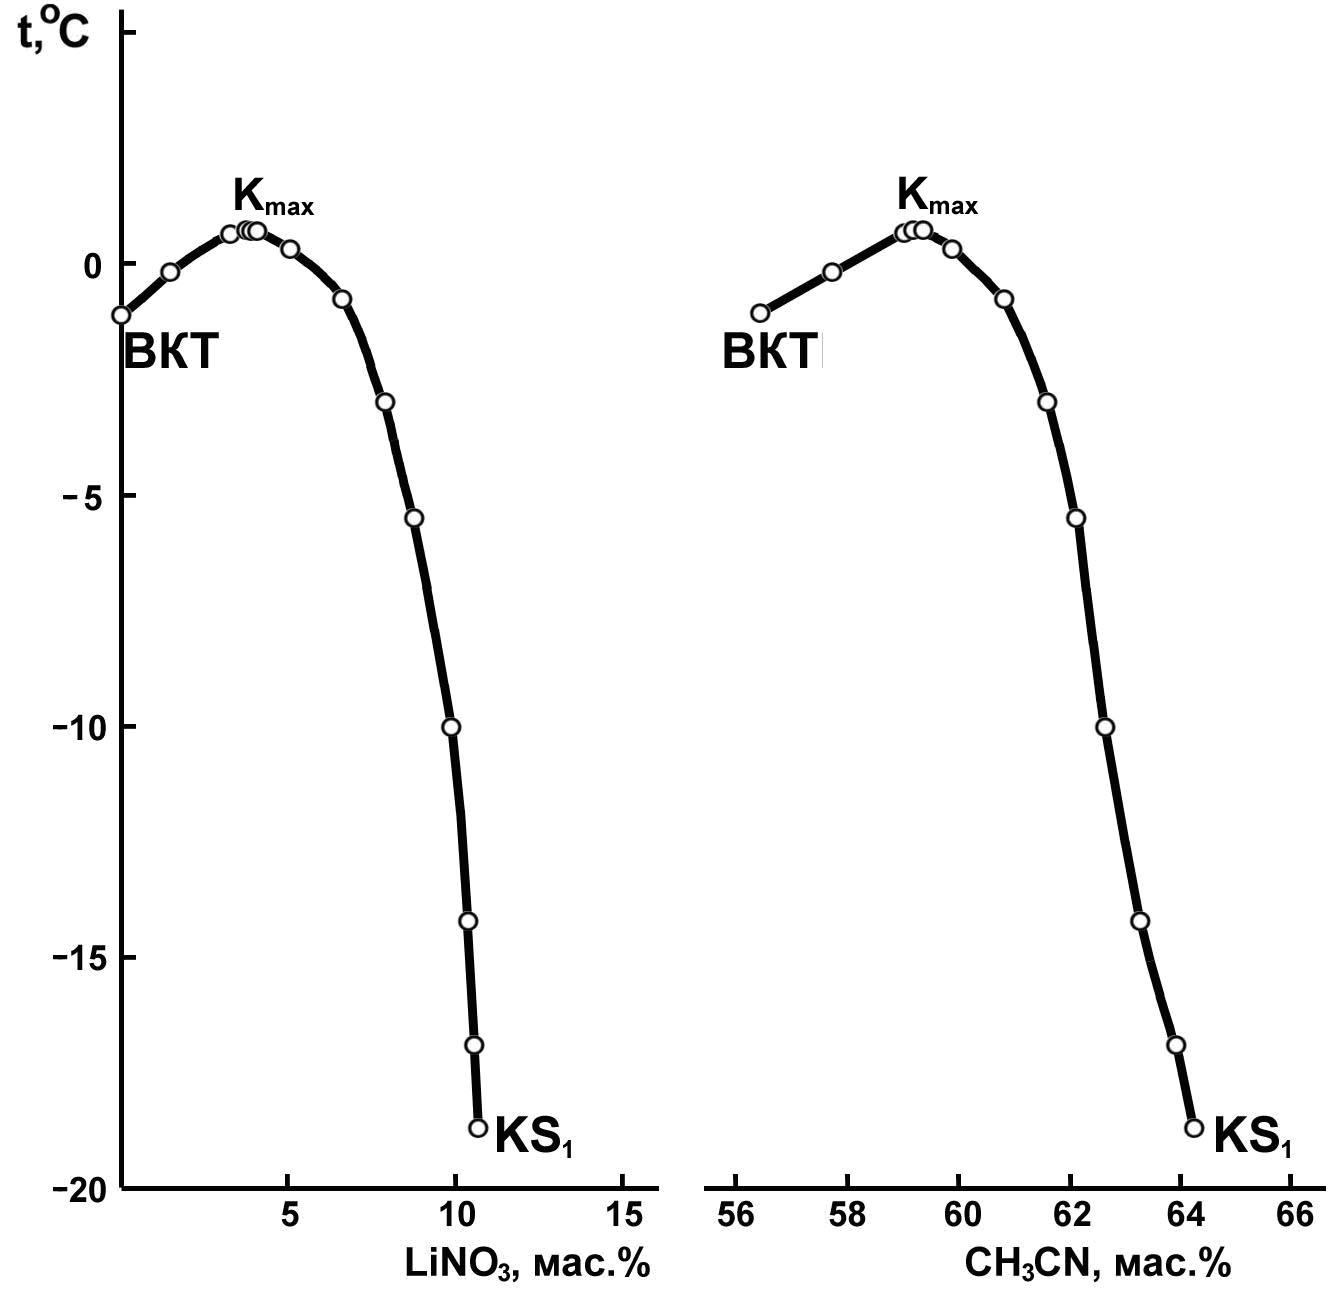 t,°C
Kmax
Kmax
0
ВКТ
ВКТ
−5
−10
−15
KS₁
KS₁
−20
5 10 15
56 58 60 62 64 66
LiNO₃, мас.%
CH₃CN, мас.%